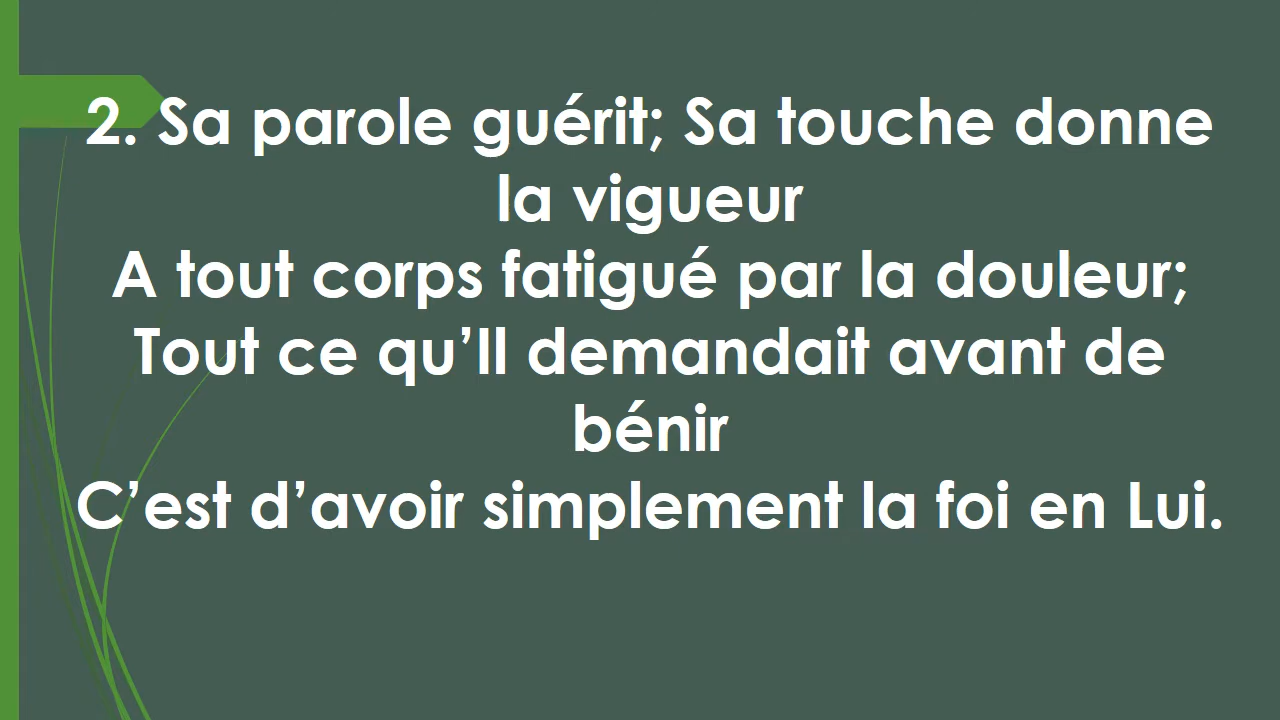 2. Sa parole guérit; Sa touche donne
la vigueur
A tout corps fatigué par la douleur;
Tout ce qu’Il demandait avant de
bénir
C’est d’avoir simplement la foi en Lui.